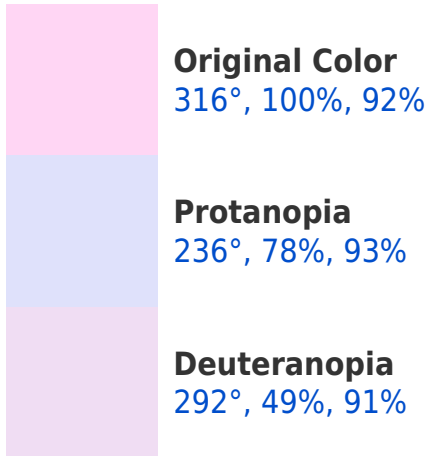 Original Color
316°, 100%, 92%
Protanopia
236°, 78%, 93%
Deuteranopia
292°, 49%, 91%